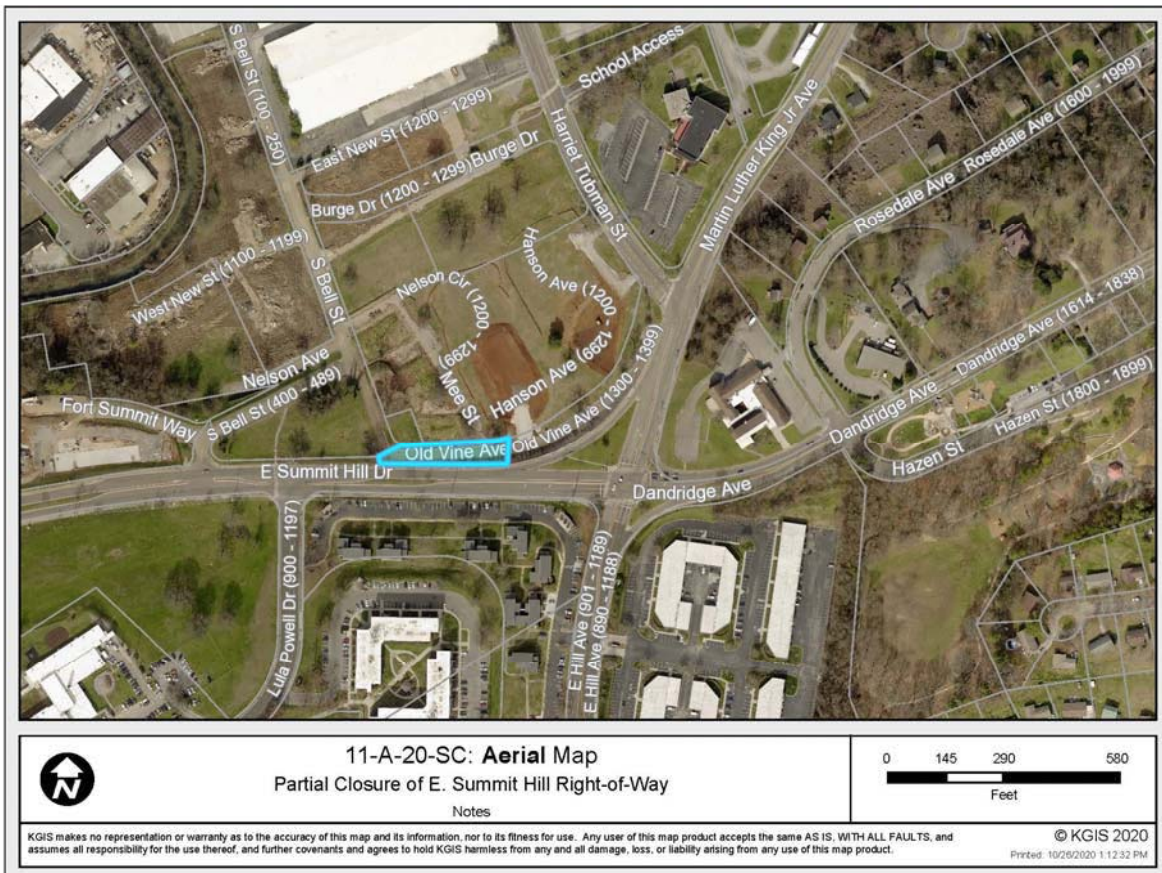 S Bell St (100 - 250)
School Access
East New St (1200 - 1299)
Harriet Tubman St
Martin Luther King Jr Ave
Rosedale Ave
Rosedale Ave (1600 - 1999)
Burge Dr (1200 - 1299)
Burge Dr
West New St (1100 - 1199)
S Bell St
Nelson Cir (1200 - 1299)
Hanson Ave (1200 - 1299)
Hanson Ave
Mee St
Nelson Ave
S Bell St (400 - 489)
Fort Summit Way
Old Vine Ave
Old Vine Ave (1300 - 1399)
E Summit Hill Dr
Dandridge Ave
Dandridge Ave
Dandridge Ave (1614 - 1838)
Hazen St
Hazen St (1800 - 1899)
Lula Powell Dr (900 - 1197)
E Hill Ave (901 - 1189)
E Hill Ave (890 - 1188)
N
11-A-20-SC: Aerial Map
Partial Closure of E. Summit Hill Right-of-Way
Notes
0 145 290 580
Feet
KGIS makes no representation or warranty as to the accuracy of this map and its information, nor to its fitness for use. Any user of this map product accepts the same AS IS, WITH ALL FAULTS, and
assumes all responsibility for the use thereof, and further covenants and agrees to hold KGIS harmless from any and all damage, loss, or liability arising from any use of this map product.
© KGIS 2020
Printed: 10/26/2020 1:12:32 PM